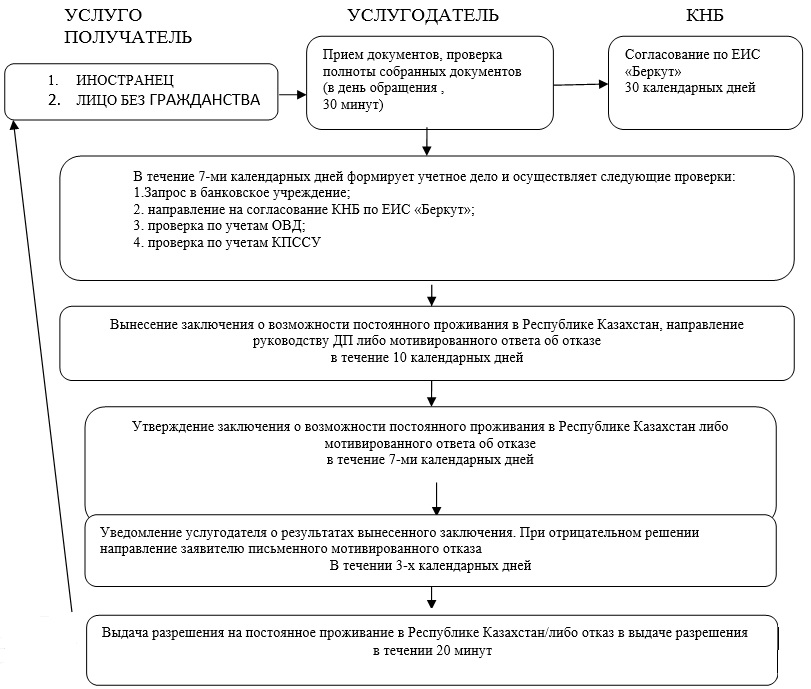 УСЛУГО
ПОЛУЧАТЕЛЬ
УСЛУГОДАТЕЛЬ
КНБ
1. ИНОСТРАНЕЦ
2. ЛИЦО БЕЗ ГРАЖДАНСТВА
Прием документов, проверка
полноты собранных документов
(в день обращения ,
30 минут)
Согласование по ЕИС
«Беркут»
30 календарных дней
В течение 7-ми календарных дней формирует учетное дело и осуществляет следующие проверки:
1.Запрос в банковское учреждение;
2. направление на согласование КНБ по ЕИС «Беркут»;
3. проверка по учетам ОВД;
4. проверка по учетам КПССУ
Вынесение заключения о возможности постоянного проживания в Республике Казахстан, направление
руководству ДП либо мотивированного ответа об отказе
в течение 10 календарных дней
Утверждение заключения о возможности постоянного проживания в Республике Казахстан либо
мотивированного ответа об отказе
в течение 7-ми календарных дней
Уведомление услугодателя о результатах вынесенного заключения. При отрицательном решении
направление заявителю письменного мотивированного отказа
В течении 3-х календарных дней
Выдача разрешения на постоянное проживание в Республике Казахстан/либо отказ в выдаче разрешения
в течении 20 минут